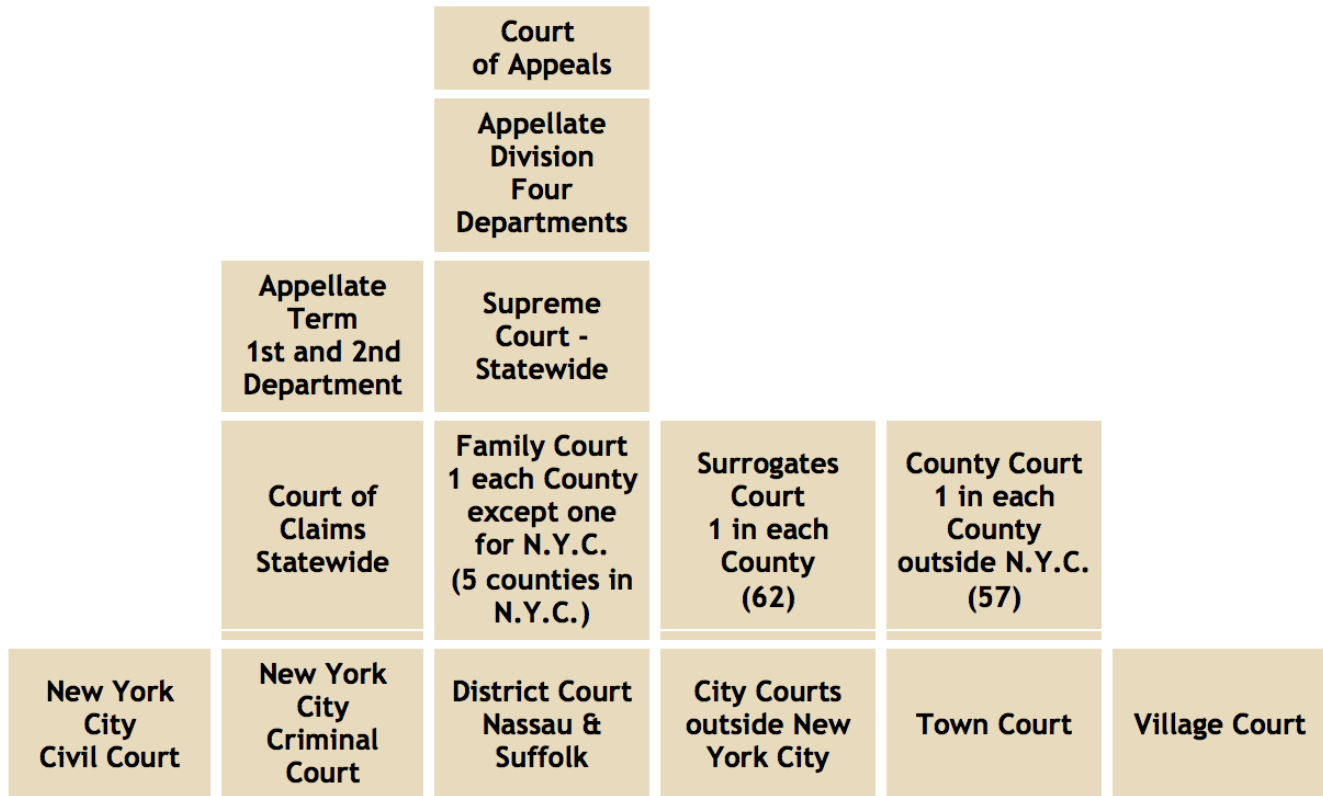 Court
of Appeals
Appellate
Division
Four
Departments
Appellate
Term
1st and 2nd
Department
Supreme
Court -
Statewide
Court of
Claims
Statewide
Family Court
1 each County
except one
for N.Y.C.
(5 counties in
N.Y.C.)
Surrogates
Court
1 in each
County
(62)
County Court
1 in each
County
outside N.Y.C.
(57)
New York
City
Civil Court
New York
City
Criminal
Court
District Court
Nassau &
Suffolk
City Courts
outside New
York City
Town Court
Village Court